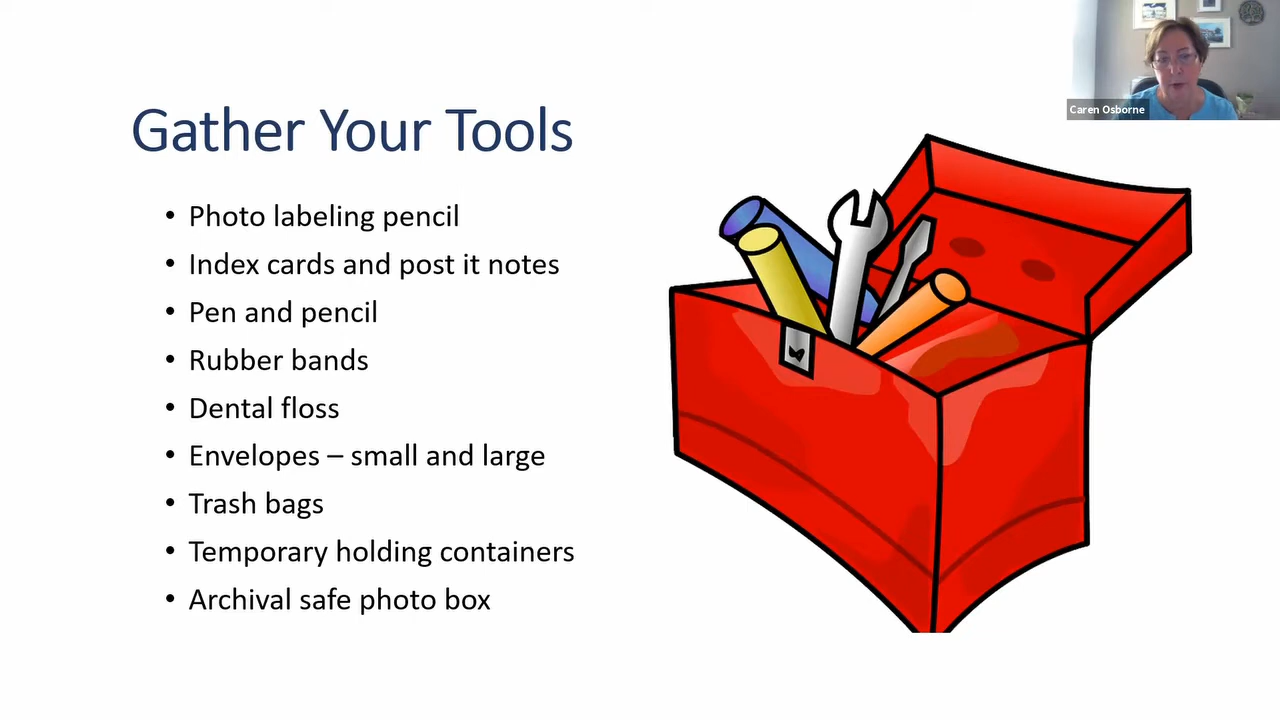 Caren Osborne
Gather Your Tools
• Photo labeling pencil
• Index cards and post it notes
• Pen and pencil
• Rubber bands
• Dental floss
• Envelopes – small and large
• Trash bags
• Temporary holding containers
• Archival safe photo box